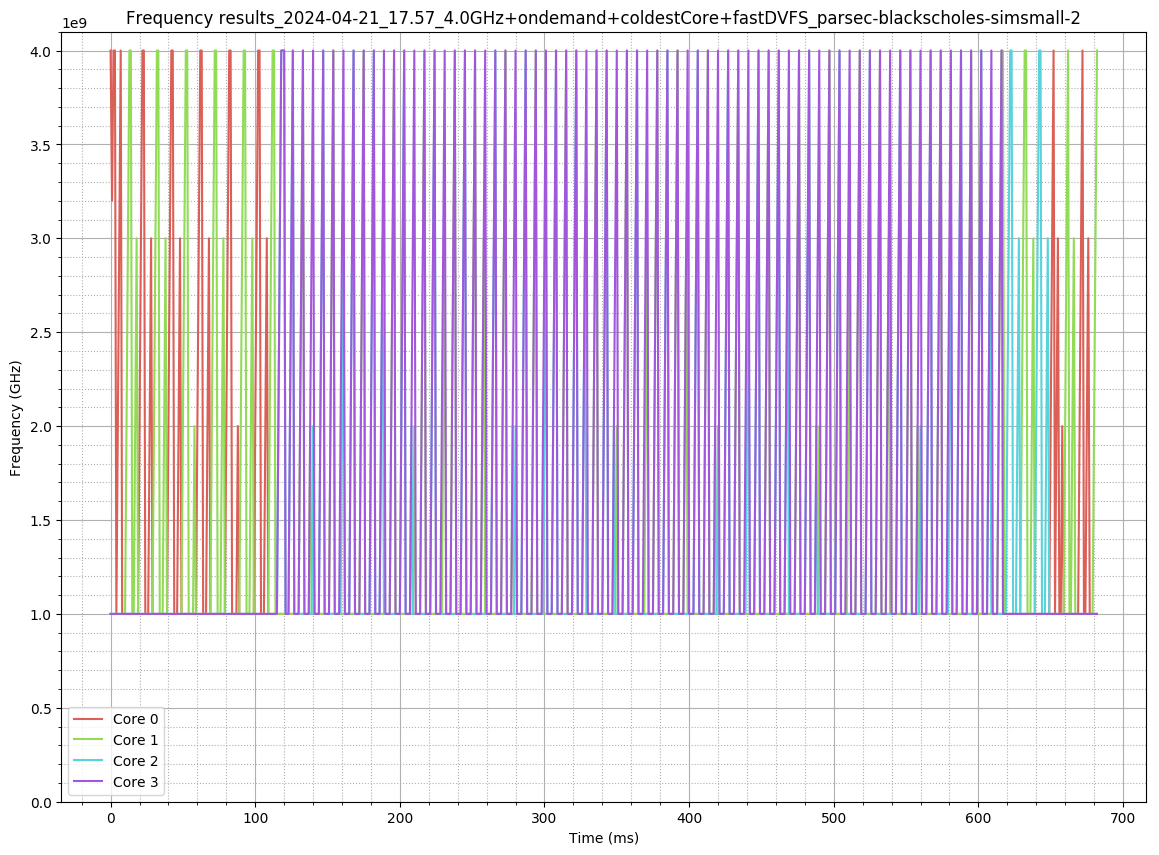 Frequency results_2024-04-21_17.57_4.0GHz+ondemand+coldestCore+fastDVFS_parsec-blackscholes-simsmall-2
1e9
4.0
3.5
3.0
2.5
2.0
1.5
1.0
0.5
0.0
Frequency (GHz)
Core 0
Core 1
Core 2
Core 3
0 100 200 300 400 500 600 700
Time (ms)